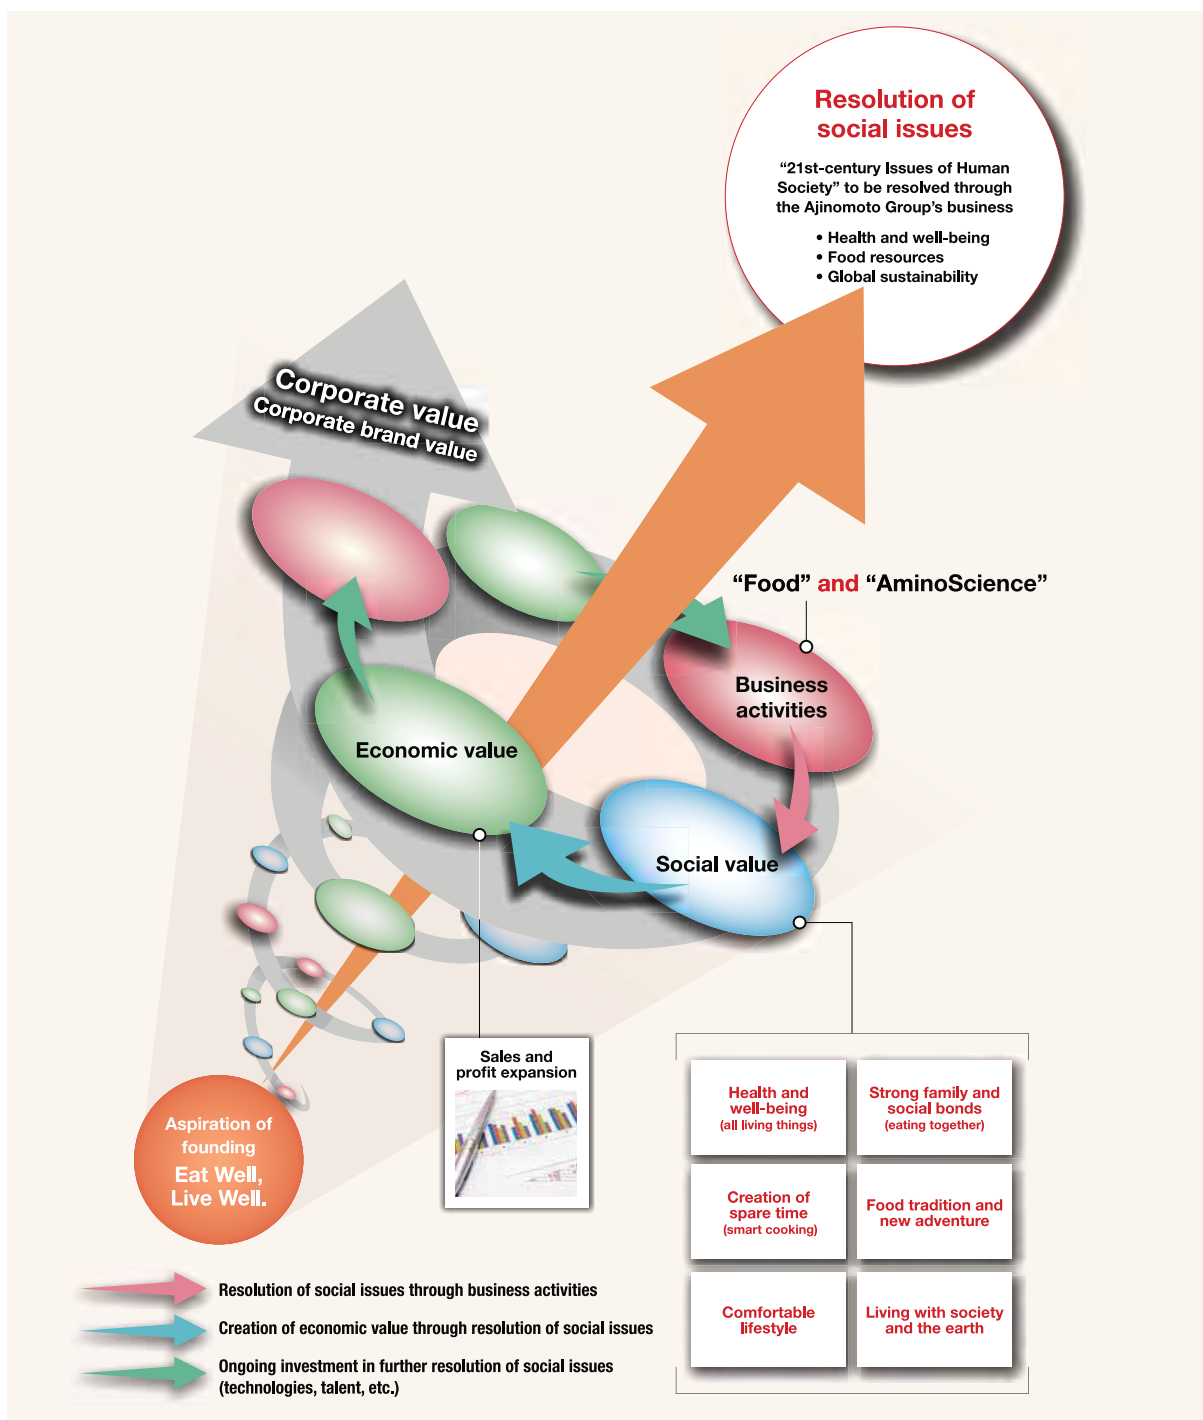 Resolution of
social issues
“21st-century Issues of Human
Society” to be resolved through
the Ajinomoto Group’s business
• Health and well-being
• Food resources
• Global sustainability
Corporate value
Corporate brand value
“Food” and “AminoScience”
Business
activities
Economic value
Social value
Sales and
profit expansion
Health and
well-being
(all living things)
Strong family and
social bonds
(eating together)
Creation of
spare time
(smart cooking)
Food tradition and
new adventure
Comfortable
lifestyle
Living with society
and the earth
Aspiration of
founding
Eat Well,
Live Well.
Resolution of social issues through business activities
Creation of economic value through resolution of social issues
Ongoing investment in further resolution of social issues
(technologies, talent, etc.)